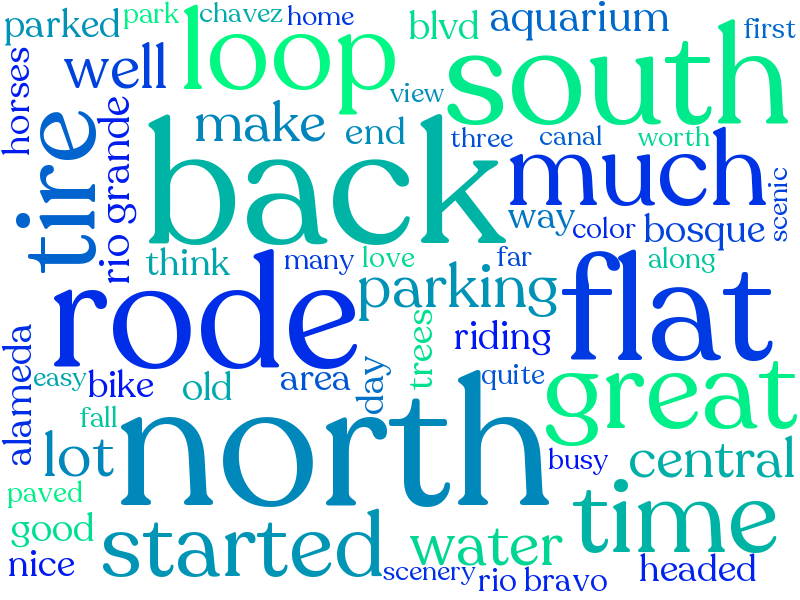 parked
park
chavez
home
blvd
aquarium
first
horses
well
loop
south
view
tire
rio grande
make
end
three
canal
worth
back
much
scenic
way
color
bosque
think
many
love
far
along
rode
parking
flat
alameda
trees
riding
easy
bike
old
area
day
quite
great
fall
north
lot
busy
central
paved
good
started
water
time
nice
scenery
rio bravo
headed